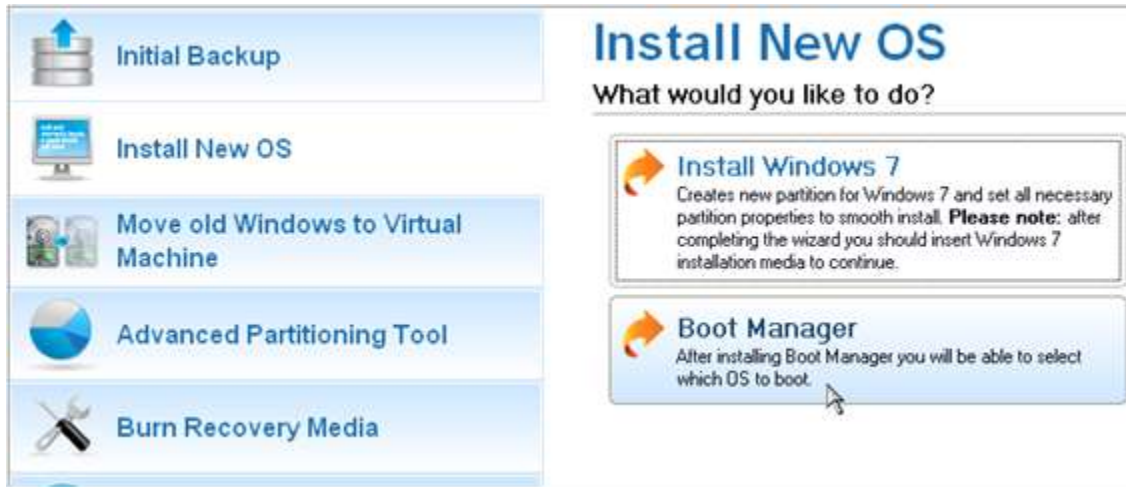 Initial Backup
Install New OS
Move old Windows to Virtual
Machine
Advanced Partitioning Tool
Burn Recovery Media
Install New OS
What would you like to do?
Install Windows 7
Creates new partition for Windows 7 and set all necessary
partition properties to smooth install. Please note: after
completing the wizard you should insert Windows 7
installation media to continue.
Boot Manager
After installing Boot Manager you will be able to select
which OS to boot.